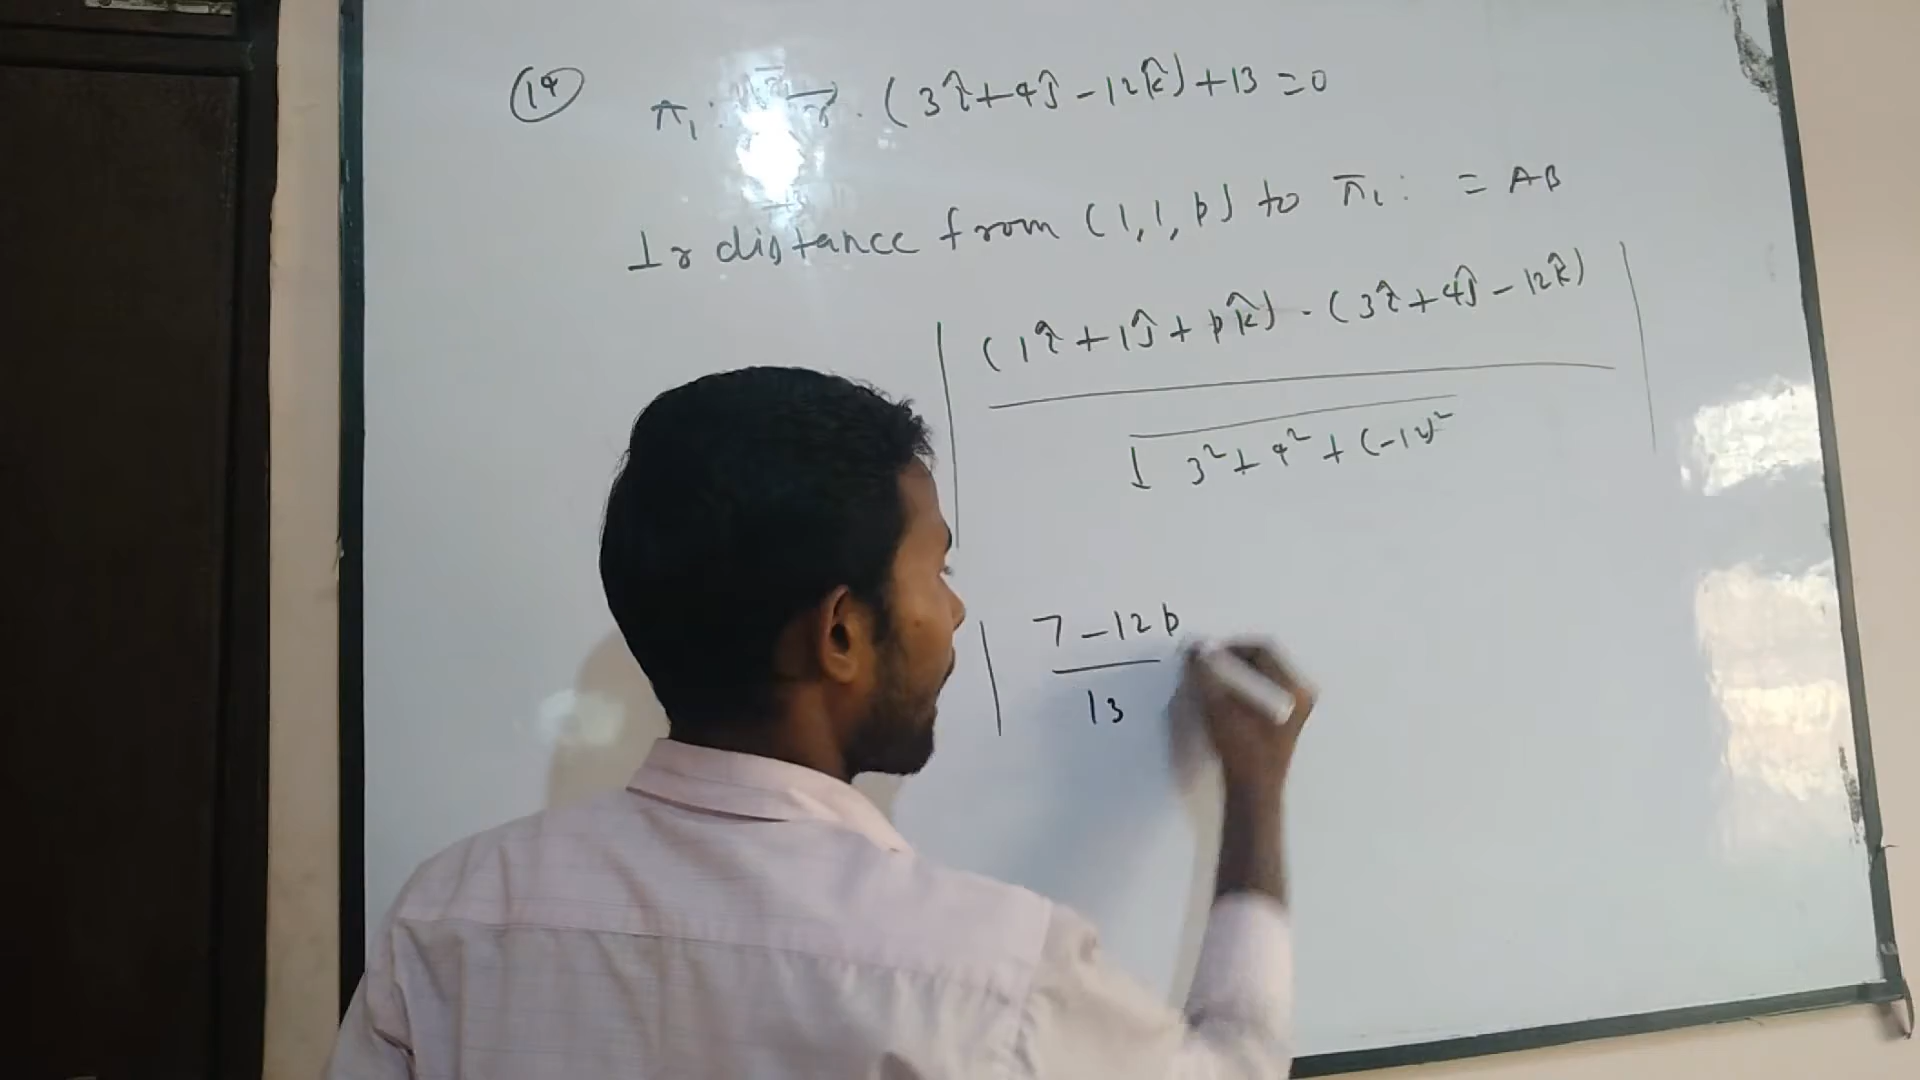 (14) π₁ : r⃗ . (3î+4ĵ-12k̂)+13 =0
⊥r distance from (1,1,p) to π₁: = AB
| (1î+1ĵ+pk̂) . (3î+4ĵ-12k̂) |
√ 3²+4²+(-12)²
| 7-12p
13